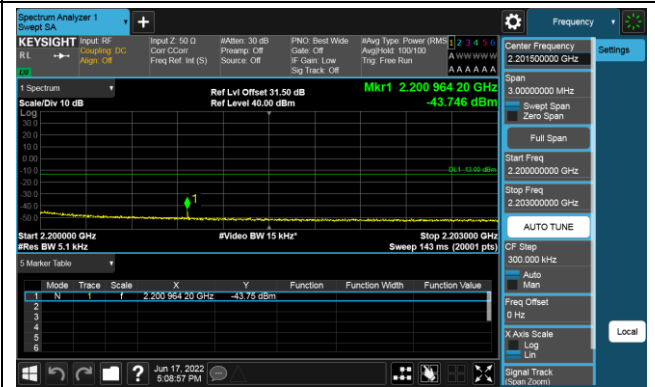 Spectrum Analyzer 1
Swept SA
Frequency
KEYSIGHT
RL
Input: RF
Coupling: DC
Align: Off
Input Z: 50 Ω
Corr CCorr
Freq Ref: Int (S)
#Atten: 30 dB
Preamp: Off
Source: Off
PNO: Best Wide
Gate: Off
IF Gain: Low
Sig Track: Off
#Avg Type: Power (RMS)
Avg|Hold: 100/100
Trig: Free Run
1 2 3 4 5 6
A W W W W W
A A A A A A
1 Spectrum
Scale/Div 10 dB
Ref Lvl Offset 31.50 dB
Ref Level 40.00 dBm
Mkr1 2.200 964 20 GHz
-43.746 dBm
Log
30.0
20.0
10.0
0.00
-10.0
-20.0
-30.0
-40.0
-50.0
DL1 -13.00 dBm
1
Start 2.200000 GHz
#Res BW 5.1 kHz
#Video BW 15 kHz*
Stop 2.203000 GHz
Sweep 143 ms (20001 pts)
5 Marker Table
Mode Trace Scale X Y Function Function Width Function Value
1 N 1 f 2.200 964 20 GHz -43.75 dBm
2
3
4
5
6
Jun 17, 2022
5:08:57 PM
Center Frequency
2.201500000 GHz
Span
3.00000000 MHz
Swept Span
Zero Span
Full Span
Start Freq
2.200000000 GHz
Stop Freq
2.203000000 GHz
AUTO TUNE
CF Step
300.000 kHz
Auto
Man
Freq Offset
0 Hz
X Axis Scale
Log
Lin
Signal Track
(Span Zoom)
Settings
Local